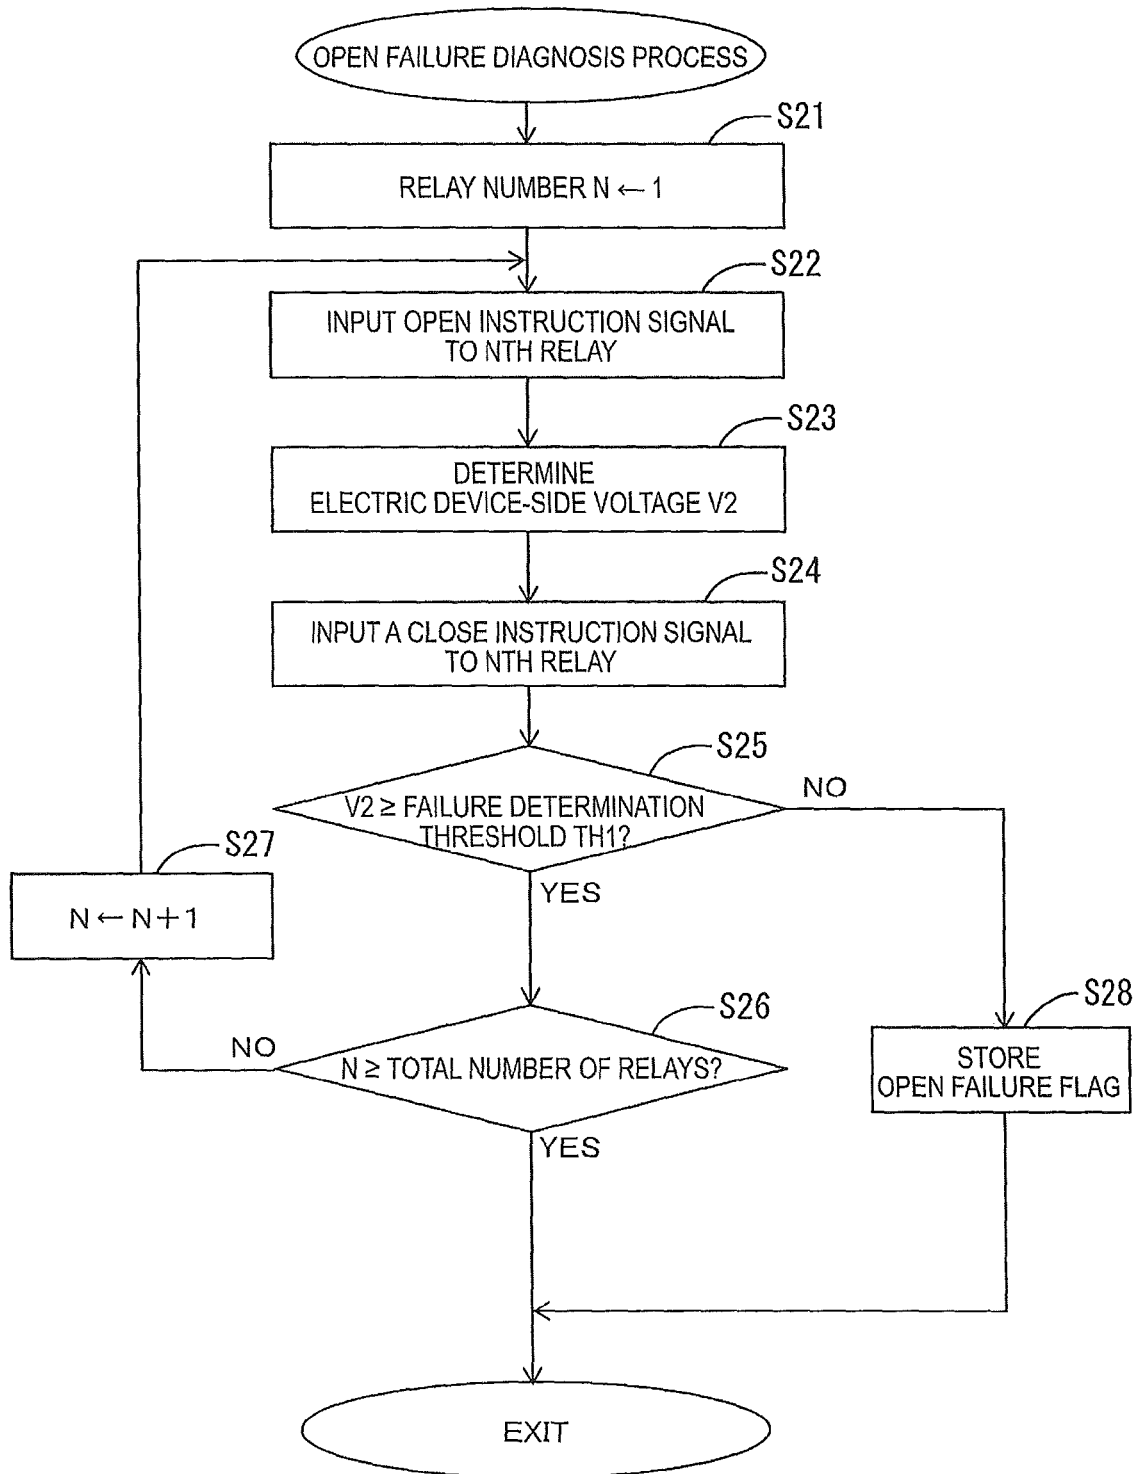 OPEN FAILURE DIAGNOSIS PROCESS
S21
RELAY NUMBER N ← 1
S22
INPUT OPEN INSTRUCTION SIGNAL
TO NTH RELAY
S23
DETERMINE
ELECTRIC DEVICE-SIDE VOLTAGE V2
S24
INPUT A CLOSE INSTRUCTION SIGNAL
TO NTH RELAY
S25
V2 ≥ FAILURE DETERMINATION
THRESHOLD TH1?
NO
YES
S27
N ← N+1
S26
N ≥ TOTAL NUMBER OF RELAYS?
NO
YES
S28
STORE
OPEN FAILURE FLAG
EXIT